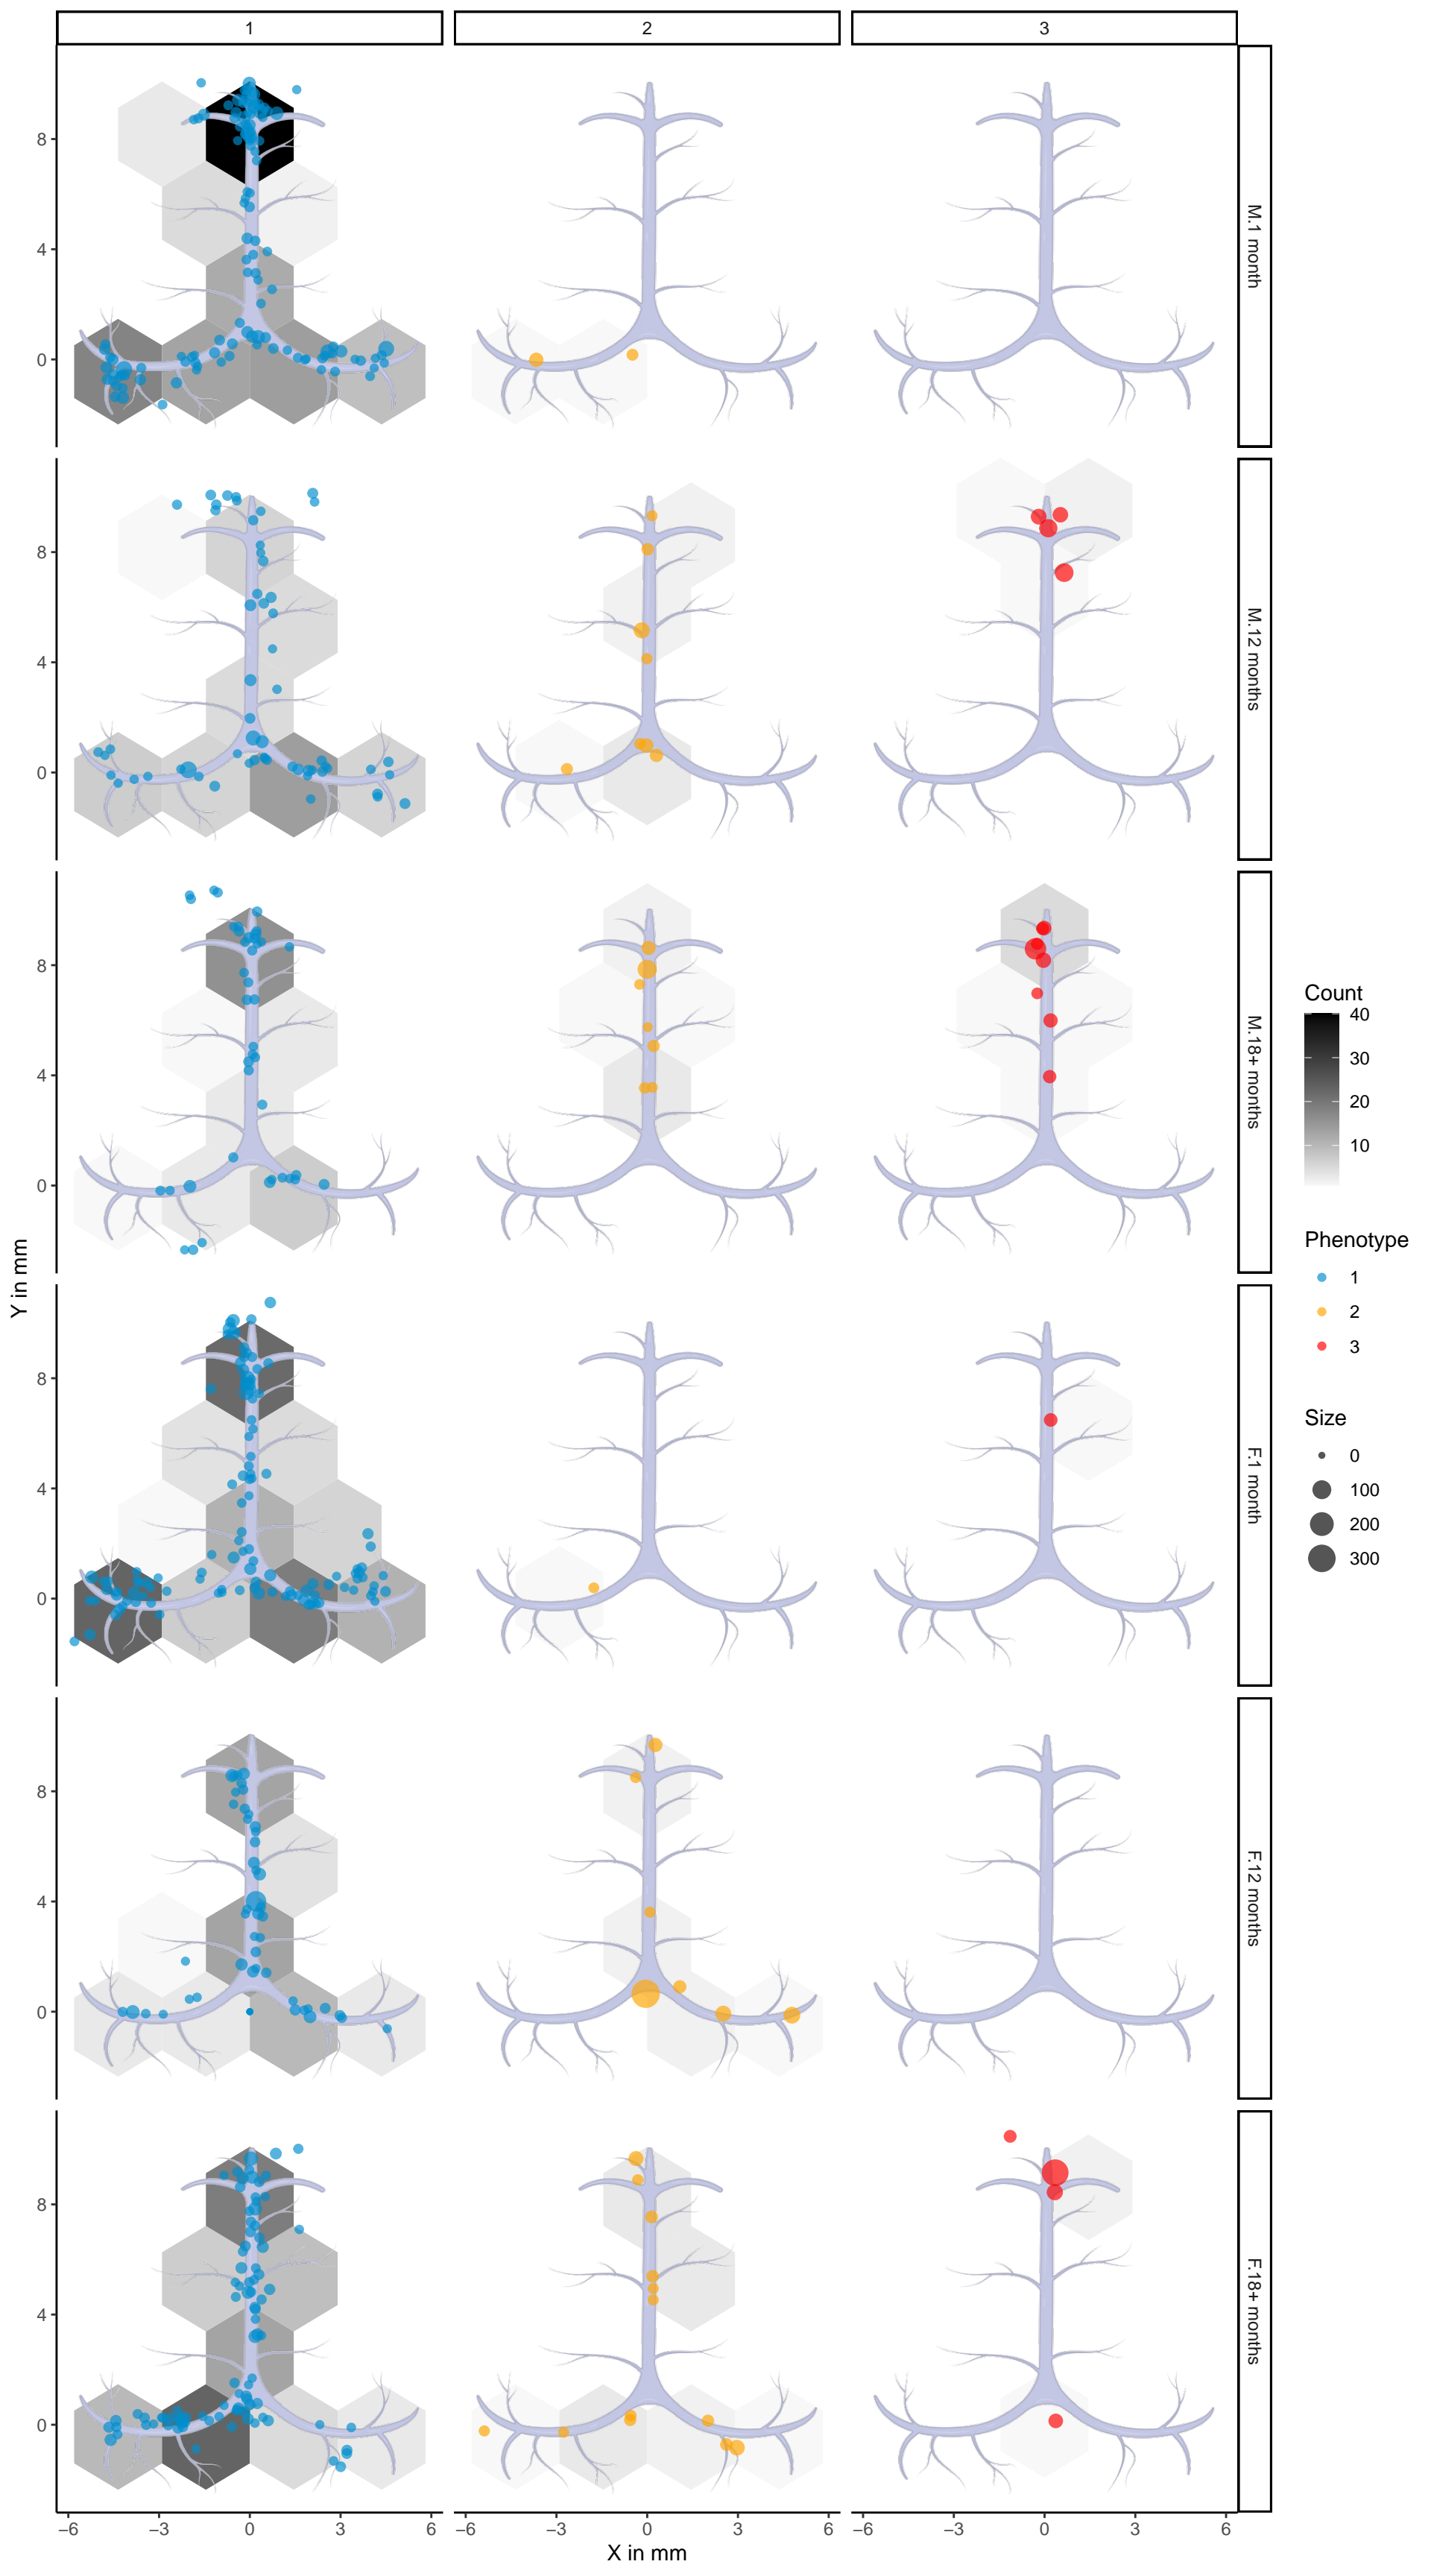 1 2 3
M.1 month
8
4
0
M.12 months
8
4
0
M.18+ months
8
4
0
F.1 month
8
4
0
F.12 months
8
4
0
F.18+ months
8
4
0
−6 −3 0 3 6 −6 −3 0 3 6 −6 −3 0 3 6
X in mm
Y in mm
Count
40
30
20
10
Phenotype
1
2
3
Size
0
100
200
300